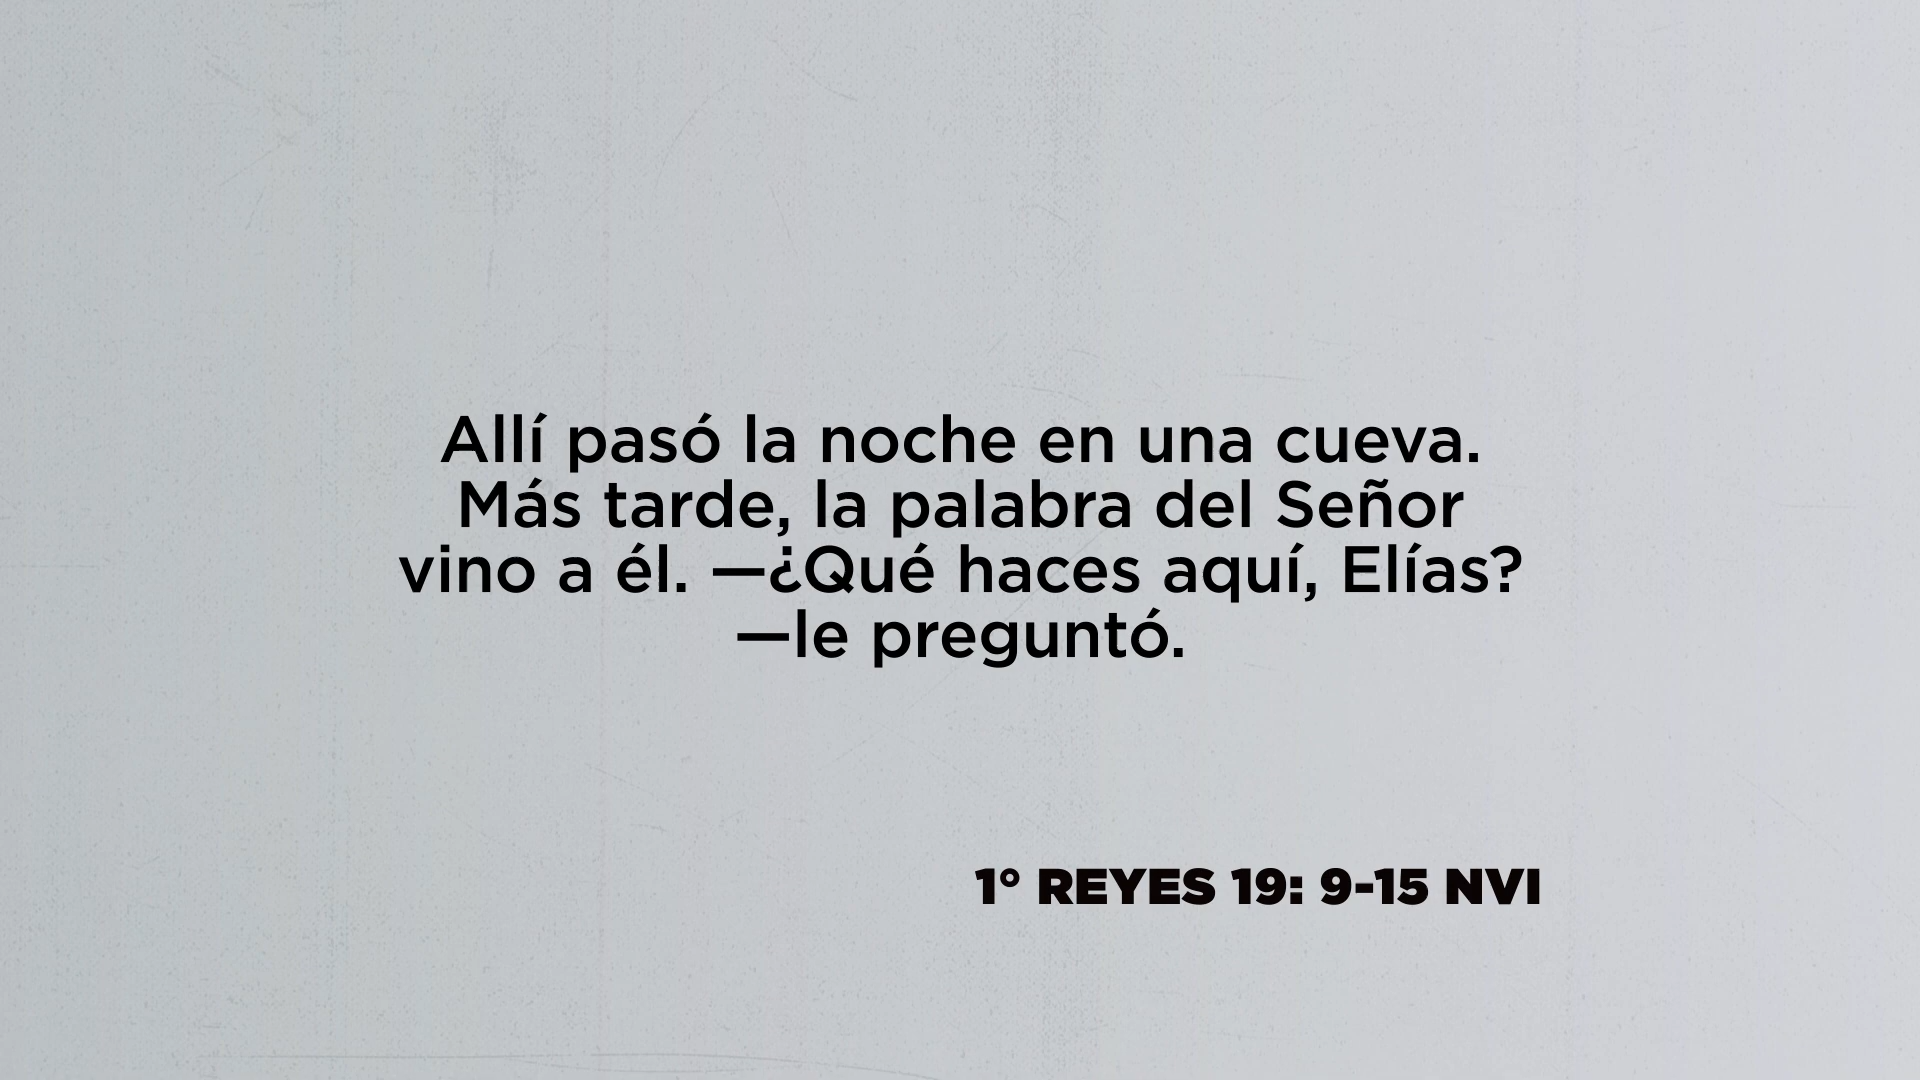 Allí pasó la noche en una cueva.
Más tarde, la palabra del Señor
vino a él. —¿Qué haces aquí, Elías?
—le preguntó.
1° REYES 19: 9-15 NVI